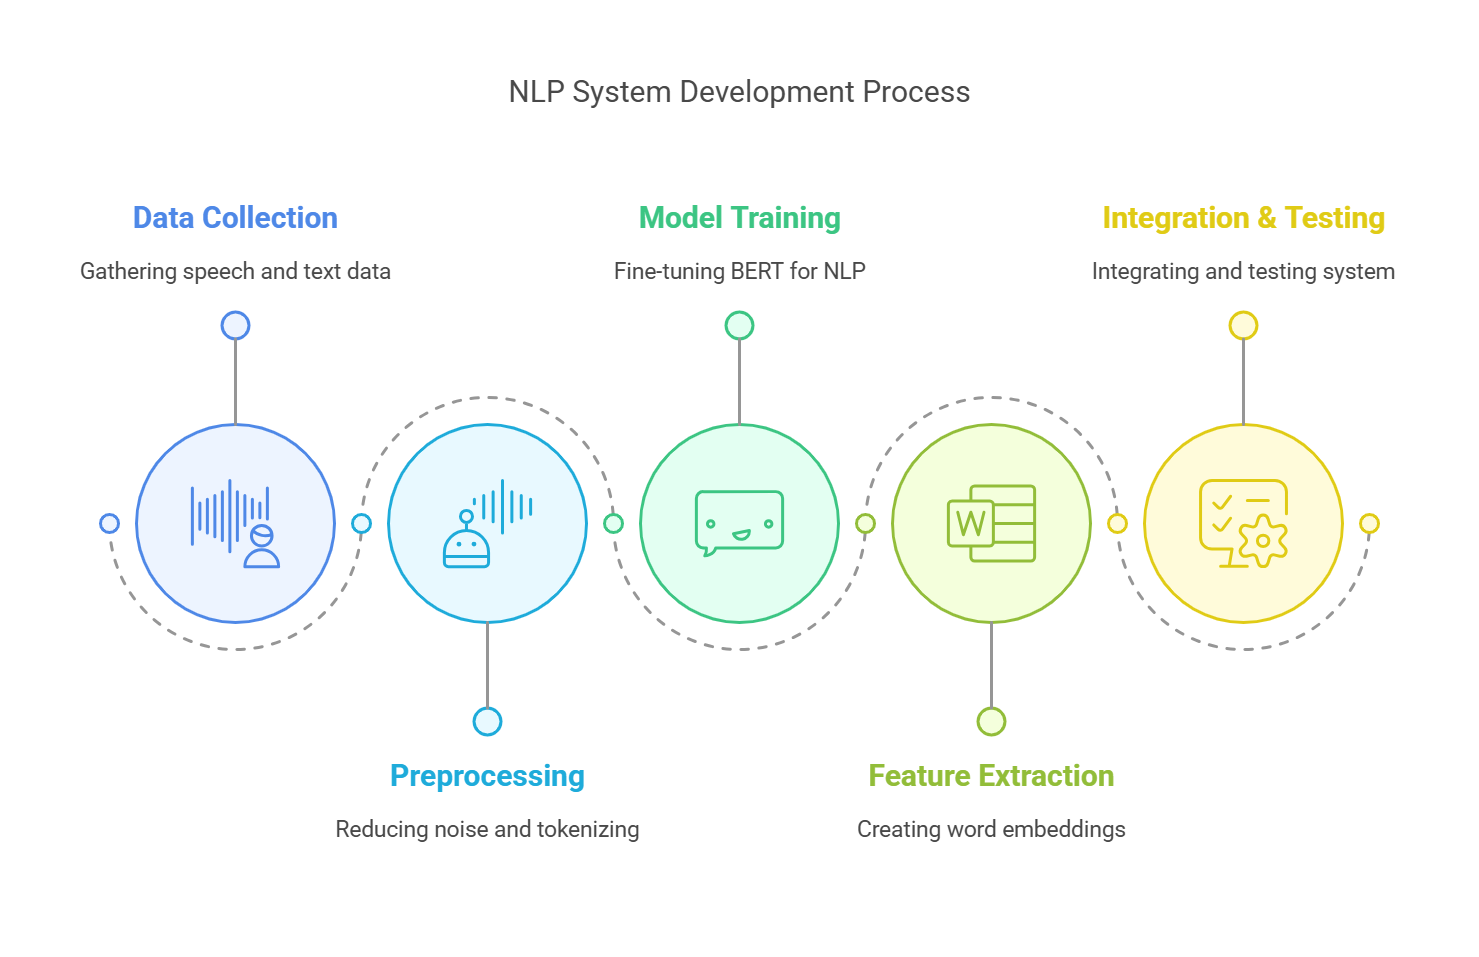 NLP System Development Process
Data Collection
Gathering speech and text data
Model Training
Fine-tuning BERT for NLP
Integration & Testing
Integrating and testing system
W
Preprocessing
Reducing noise and tokenizing
Feature Extraction
Creating word embeddings